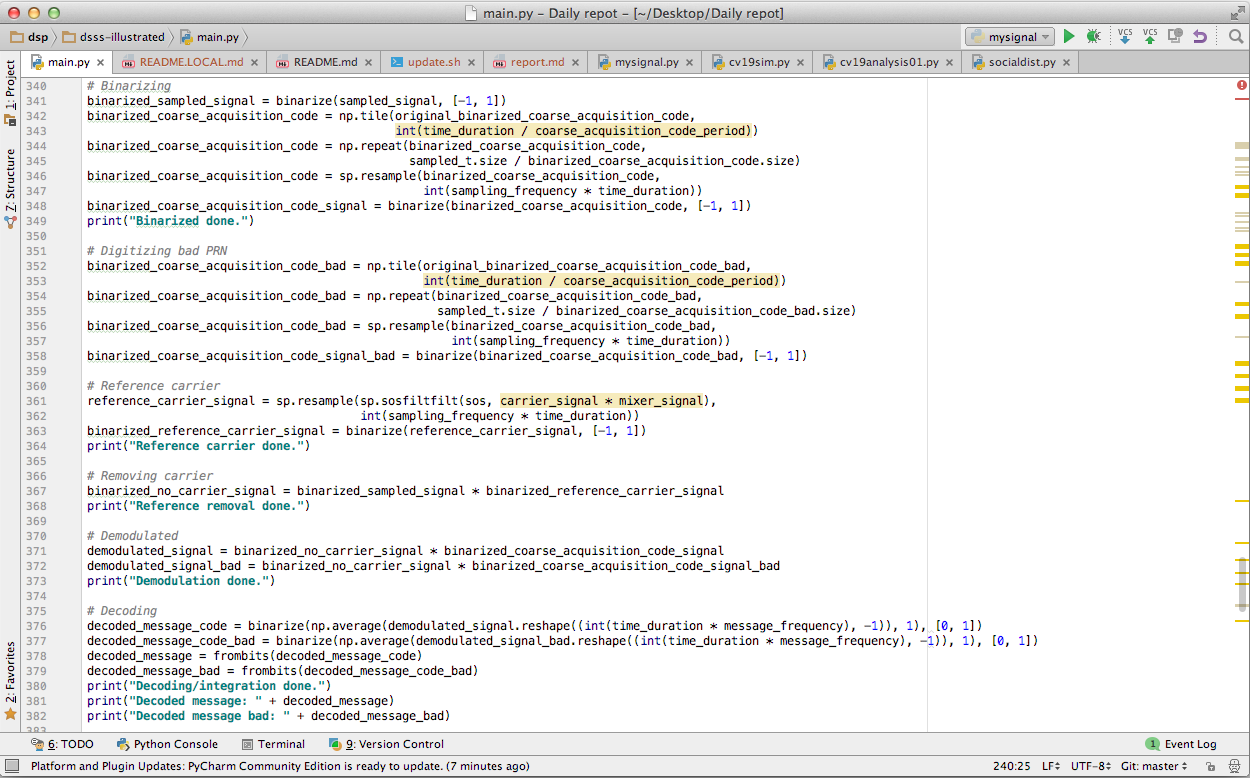 main.py – Daily repot – [~/Desktop/Daily repot]
dsp dsss-illustrated main.py mysignal VCS VCS
main.py README.LOCAL.md README.md update.sh report.md mysignal.py cv19sim.py cv19analysis01.py socialdist.py
1: Project
Z: Structure
2: Favorites
340 # Binarizing
341 binarized_sampled_signal = binarize(sampled_signal, [-1, 1])
342 binarized_coarse_acquisition_code = np.tile(original_binarized_coarse_acquisition_code,
343 int(time_duration / coarse_acquisition_code_period))
344 binarized_coarse_acquisition_code = np.repeat(binarized_coarse_acquisition_code,
345 sampled_t.size / binarized_coarse_acquisition_code.size)
346 binarized_coarse_acquisition_code = sp.resample(binarized_coarse_acquisition_code,
347 int(sampling_frequency * time_duration))
348 binarized_coarse_acquisition_code_signal = binarize(binarized_coarse_acquisition_code, [-1, 1])
349 print("Binarized done.")
350
351 # Digitizing bad PRN
352 binarized_coarse_acquisition_code_bad = np.tile(original_binarized_coarse_acquisition_code_bad,
353 int(time_duration / coarse_acquisition_code_period))
354 binarized_coarse_acquisition_code_bad = np.repeat(binarized_coarse_acquisition_code_bad,
355 sampled_t.size / binarized_coarse_acquisition_code_bad.size)
356 binarized_coarse_acquisition_code_bad = sp.resample(binarized_coarse_acquisition_code_bad,
357 int(sampling_frequency * time_duration))
358 binarized_coarse_acquisition_code_signal_bad = binarize(binarized_coarse_acquisition_code_bad, [-1, 1])
359
360 # Reference carrier
361 reference_carrier_signal = sp.resample(sp.sosfiltfilt(sos, carrier_signal * mixer_signal),
362 int(sampling_frequency * time_duration))
363 binarized_reference_carrier_signal = binarize(reference_carrier_signal, [-1, 1])
364 print("Reference carrier done.")
365
366 # Removing carrier
367 binarized_no_carrier_signal = binarized_sampled_signal * binarized_reference_carrier_signal
368 print("Reference removal done.")
369
370 # Demodulated
371 demodulated_signal = binarized_no_carrier_signal * binarized_coarse_acquisition_code_signal
372 demodulated_signal_bad = binarized_no_carrier_signal * binarized_coarse_acquisition_code_signal_bad
373 print("Demodulation done.")
374
375 # Decoding
376 decoded_message_code = binarize(np.average(demodulated_signal.reshape((int(time_duration * message_frequency), -1)), 1), [0, 1])
377 decoded_message_code_bad = binarize(np.average(demodulated_signal_bad.reshape((int(time_duration * message_frequency), -1)), 1), [0, 1])
378 decoded_message = frombits(decoded_message_code)
379 decoded_message_bad = frombits(decoded_message_code_bad)
380 print("Decoding/integration done.")
381 print("Decoded message: " + decoded_message)
382 print("Decoded message bad: " + decoded_message_bad)
383
6: TODO Python Console Terminal 9: Version Control 1 Event Log
Platform and Plugin Updates: PyCharm Community Edition is ready to update. (7 minutes ago) 240:25 LF UTF-8 Git: master